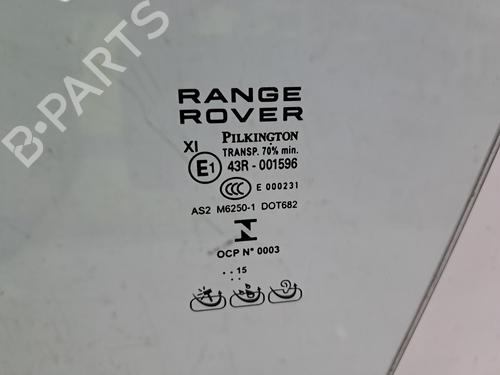 B-PARTS
RANGE
ROVER
PILKINGTON
XI
TRANSP. 70% min.
E1 43R - 001596
CCC E 000231
AS2 M6250-1 DOT682
N
OCP N° 0003
.. 15